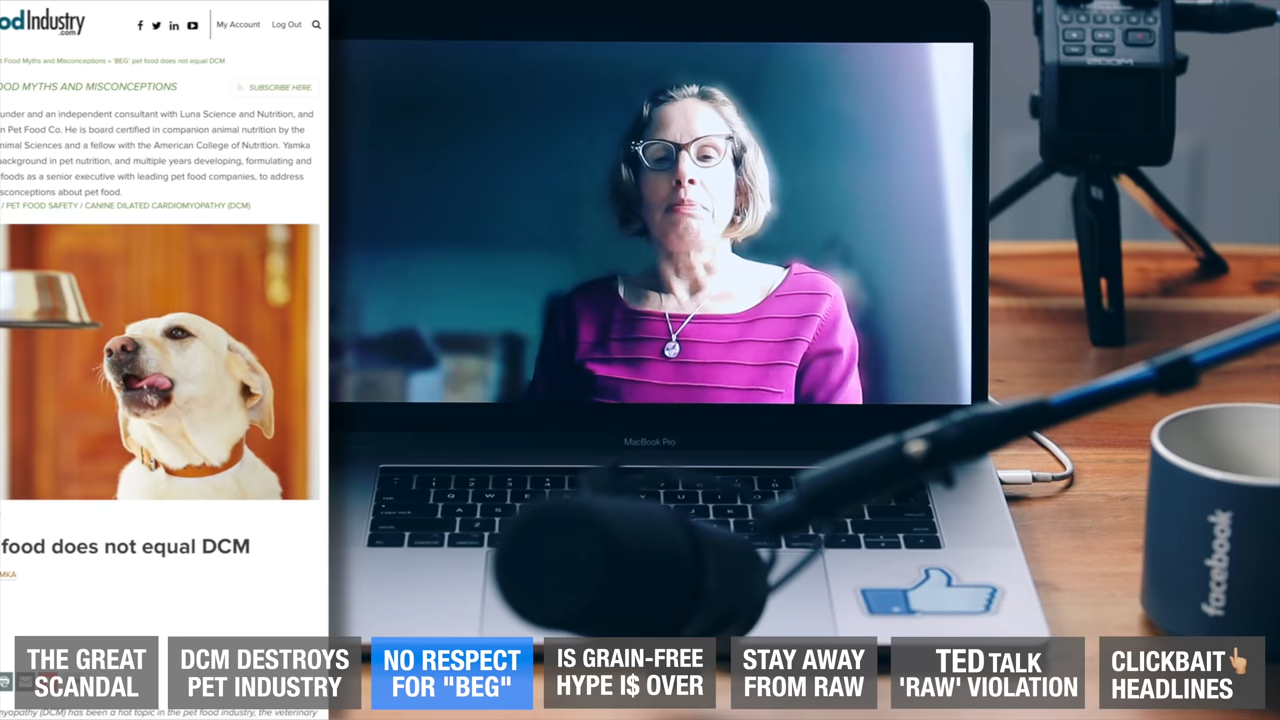 odIndustry
.com
My Account
Log Out
t Food Myths and Misconceptions » 'BEG' pet food does not equal DCM
OOD MYTHS AND MISCONCEPTIONS
SUBSCRIBE HERE
under and an independent consultant with Luna Science and Nutrition, and
n Pet Food Co. He is board certified in companion animal nutrition by the
nimal Sciences and a fellow with the American College of Nutrition. Yamka
background in pet nutrition, and multiple years developing, formulating and
foods as a senior executive with leading pet food companies, to address
sconceptions about pet food.
/ PET FOOD SAFETY / CANINE DILATED CARDIOMYOPATHY (DCM)
food does not equal DCM
MKA
myopathy (DCM) has been a hot topic in the pet food industry, the veterinary
ZOOM
MacBook Pro
facebook
THE GREAT
SCANDAL
DCM DESTROYS
PET INDUSTRY
NO RESPECT
FOR "BEG"
IS GRAIN-FREE
HYPE I$ OVER
STAY AWAY
FROM RAW
TED TALK
'RAW' VIOLATION
CLICKBAIT
HEADLINES